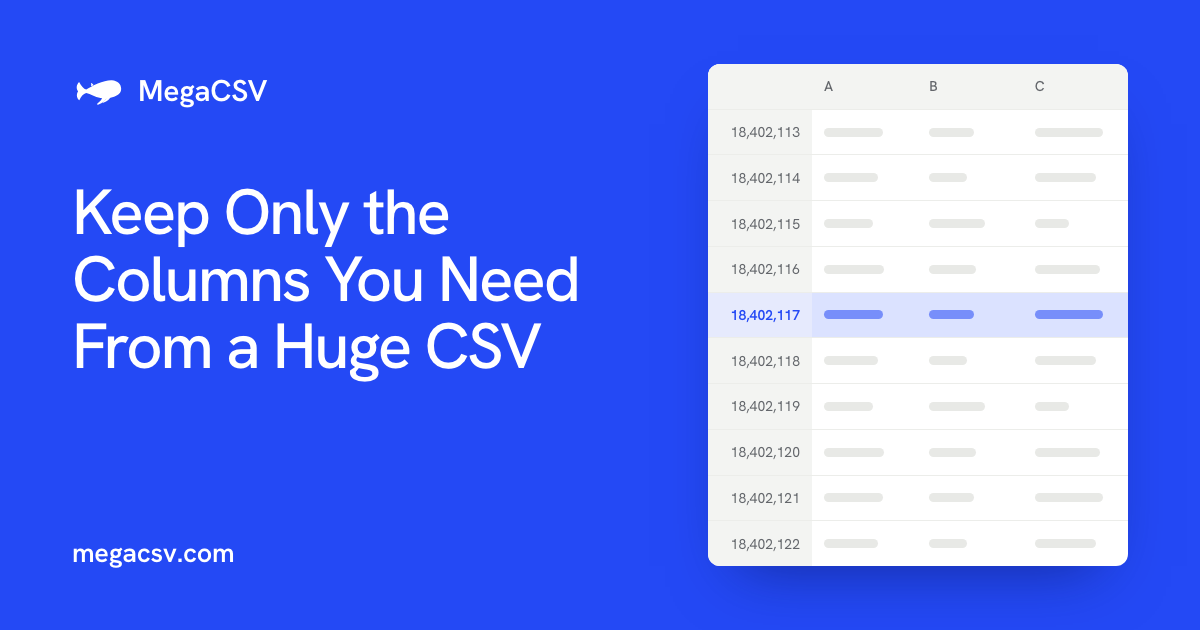 MegaCSV
Keep Only the
Columns You Need
From a Huge CSV
megacsv.com
A B C
18,402,113
18,402,114
18,402,115
18,402,116
18,402,117
18,402,118
18,402,119
18,402,120
18,402,121
18,402,122